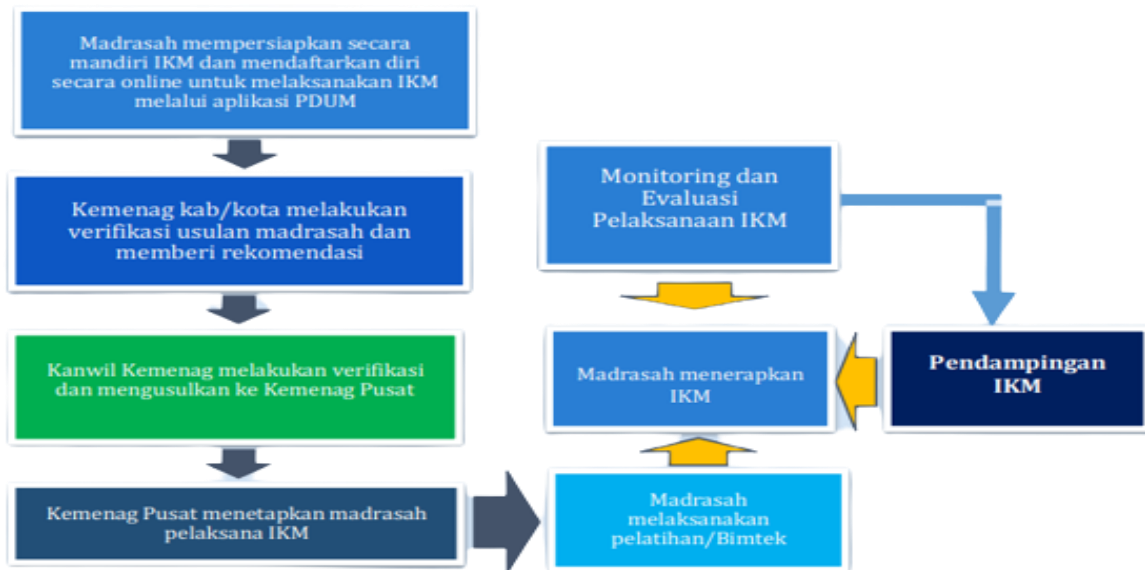 Madrasah mempersiapkan secara
mandiri IKM dan mendaftarkan diri
secara online untuk melaksanakan IKM
melalui aplikasi PDUM
Kemenag kab/kota melakukan
verifikasi usulan madrasah dan
memberi rekomendasi
Kanwil Kemenag melakukan verifikasi
dan mengusulkan ke Kemenag Pusat
Kemenag Pusat menetapkan madrasah
pelaksana IKM
Monitoring dan
Evaluasi
Pelaksanaan IKM
Madrasah menerapkan
IKM
Pendampingan
IKM
Madrasah
melaksanakan
pelatihan/Bimtek